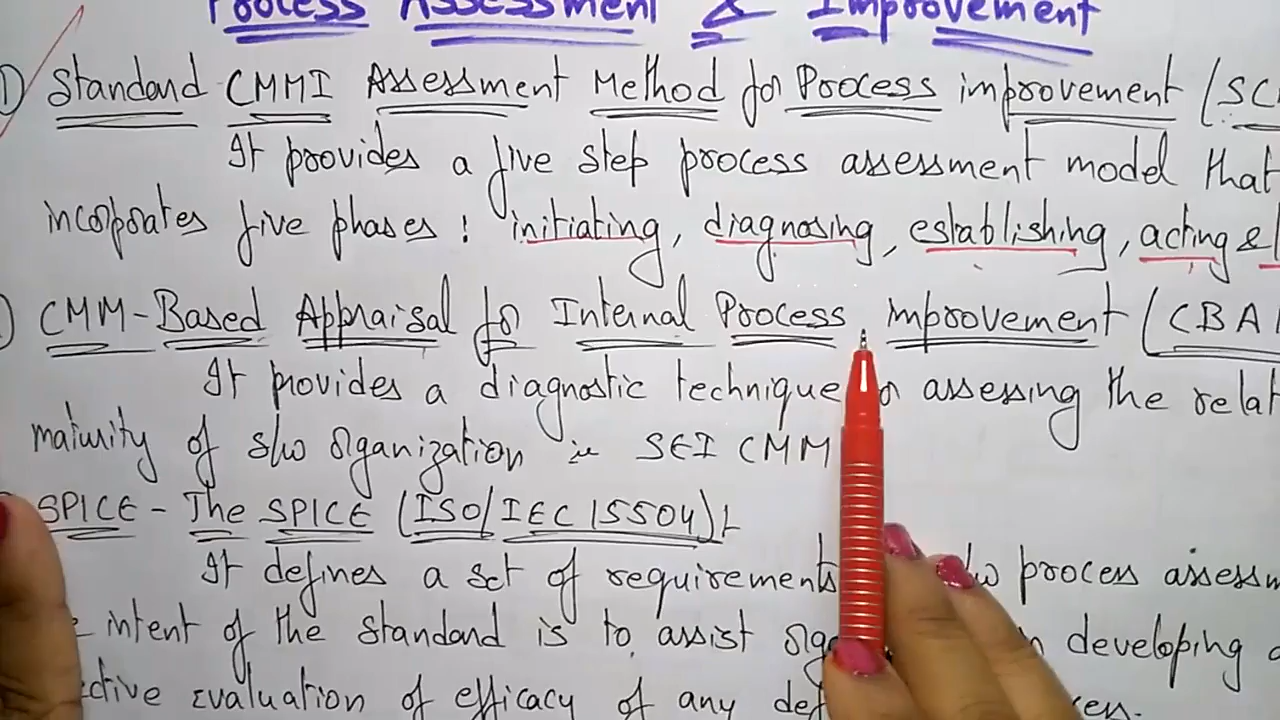 Process Assessment & Improvement
1) Standard CMMI Assessment Method for Process improvement (SC
It provides a five step process assessment model that
incorporates five phases : initiating, diagnosing, establishing, acting &
CMM-Based Appraisal for Internal Process improvement (CBA
It provides a diagnostic technique assessing the relat
maturity of s/w organization in SEI CMM
SPICE - The SPICE (ISO/IEC 15504) :-
It defines a set of requirements process assessm
intent of the standard is to assist developing
ctive evaluation of efficacy of any def